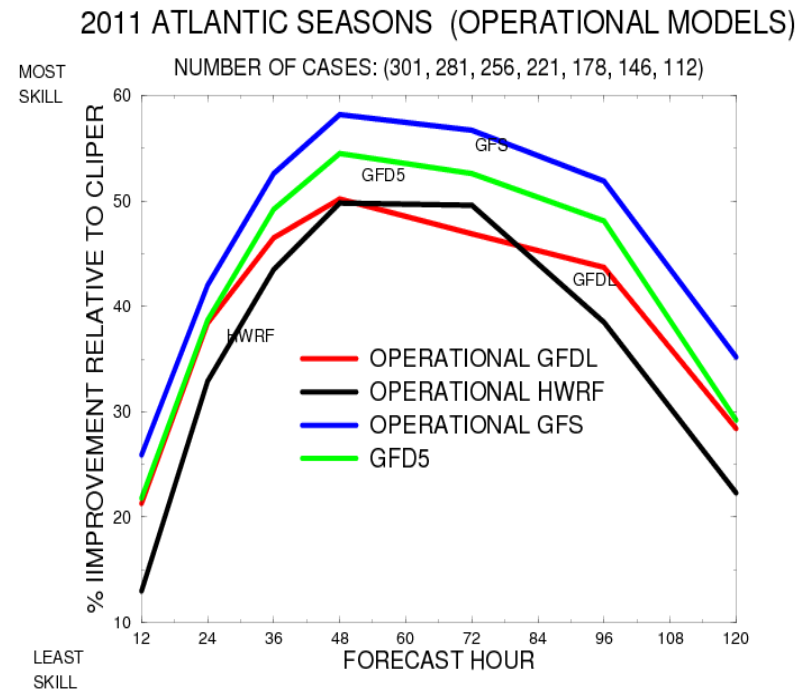 2011 ATLANTIC SEASONS (OPERATIONAL MODELS)
NUMBER OF CASES: (301, 281, 256, 221, 178, 146, 112)
MOST
SKILL
% IIMPROVEMENT RELATIVE TO CLIPER
60
50
40
30
20
10
GFS
GFD5
GFDL
HWRF
OPERATIONAL GFDL
OPERATIONAL HWRF
OPERATIONAL GFS
GFD5
12 24 36 48 60 72 84 96 108 120
FORECAST HOUR
LEAST
SKILL